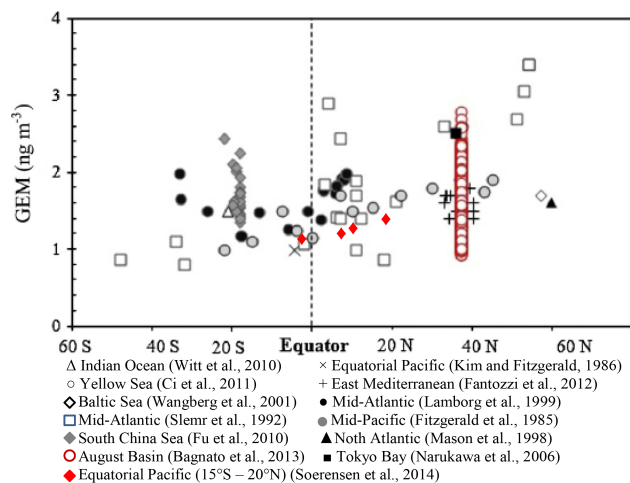 4
3
2
1
0
GEM (ng m-3)
60 S 40 S 20 S Equator 20 N 40 N 60 N
Indian Ocean (Witt et al., 2010) Equatorial Pacific (Kim and Fitzgerald, 1986)
Yellow Sea (Ci et al., 2011) East Mediterranean (Fantozzi et al., 2012)
Baltic Sea (Wangberg et al., 2001) Mid-Atlantic (Lamborg et al., 1999)
Mid-Atlantic (Slemr et al., 1992) Mid-Pacific (Fitzgerald et al., 1985)
South China Sea (Fu et al., 2010) Noth Atlantic (Mason et al., 1998)
August Basin (Bagnato et al., 2013) Tokyo Bay (Narukawa et al., 2006)
Equatorial Pacific (15°S – 20°N) (Soerensen et al., 2014)